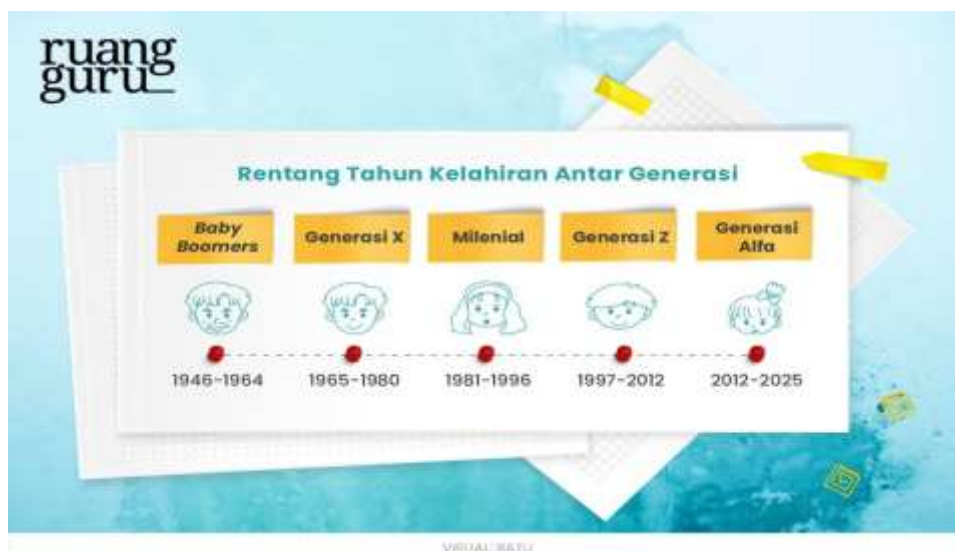 ruang
guru
Rentang Tahun Kelahiran Antar Generasi
Baby
Boomers
Generasi X
Milenial
Generasi Z
Generasi
Alfa
1946-1964
1965-1980
1981-1996
1997-2012
2012-2025